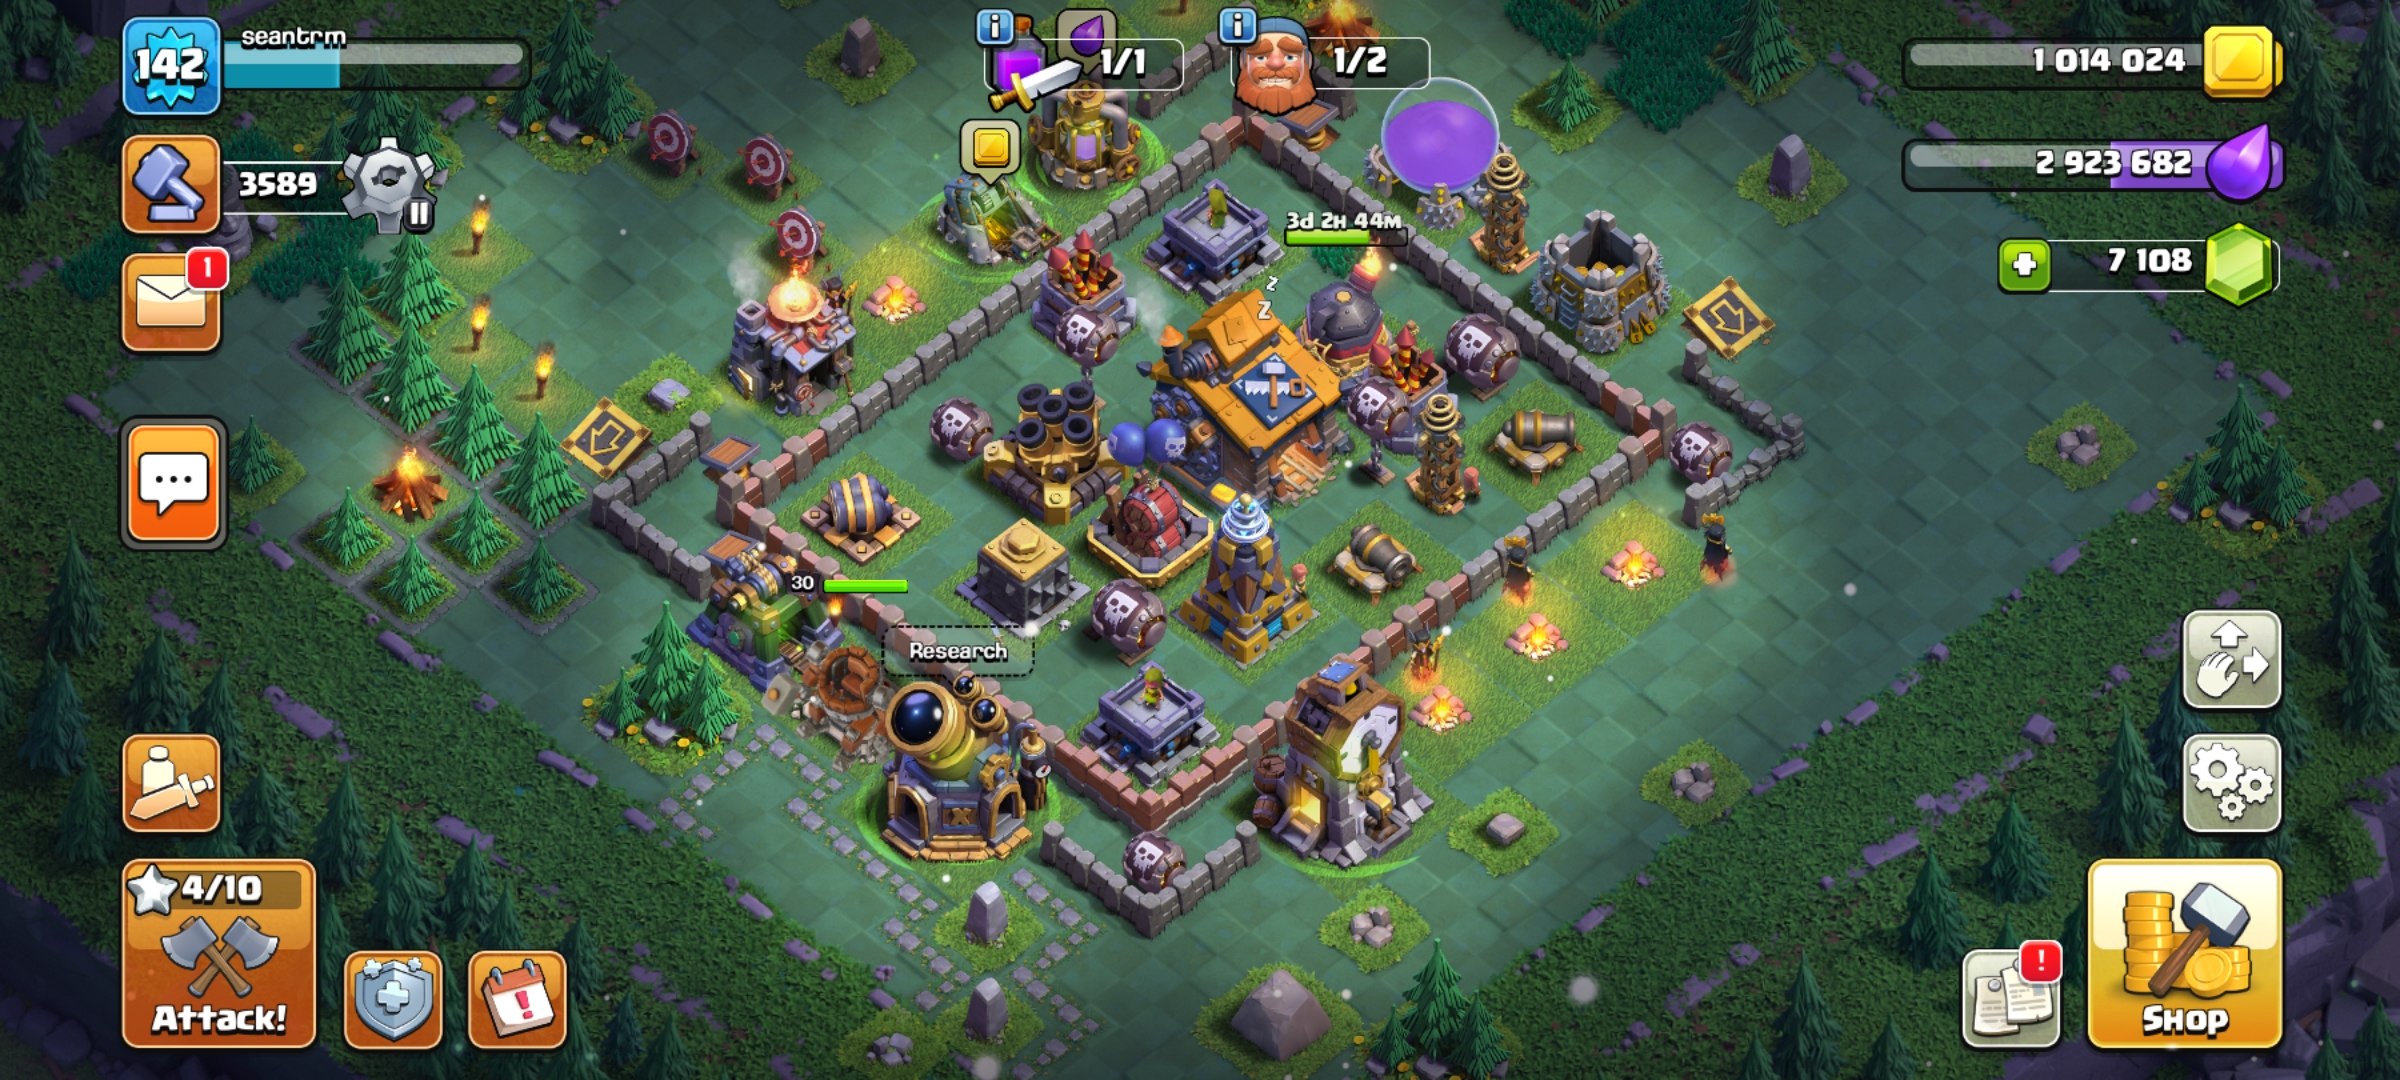 142
seantrm
1/1
1/2
1 014 024
3589
2 923 682
1
7 108
3d 2h 44m
z
z
30
Research
4/10
Attack!
!
!
Shop